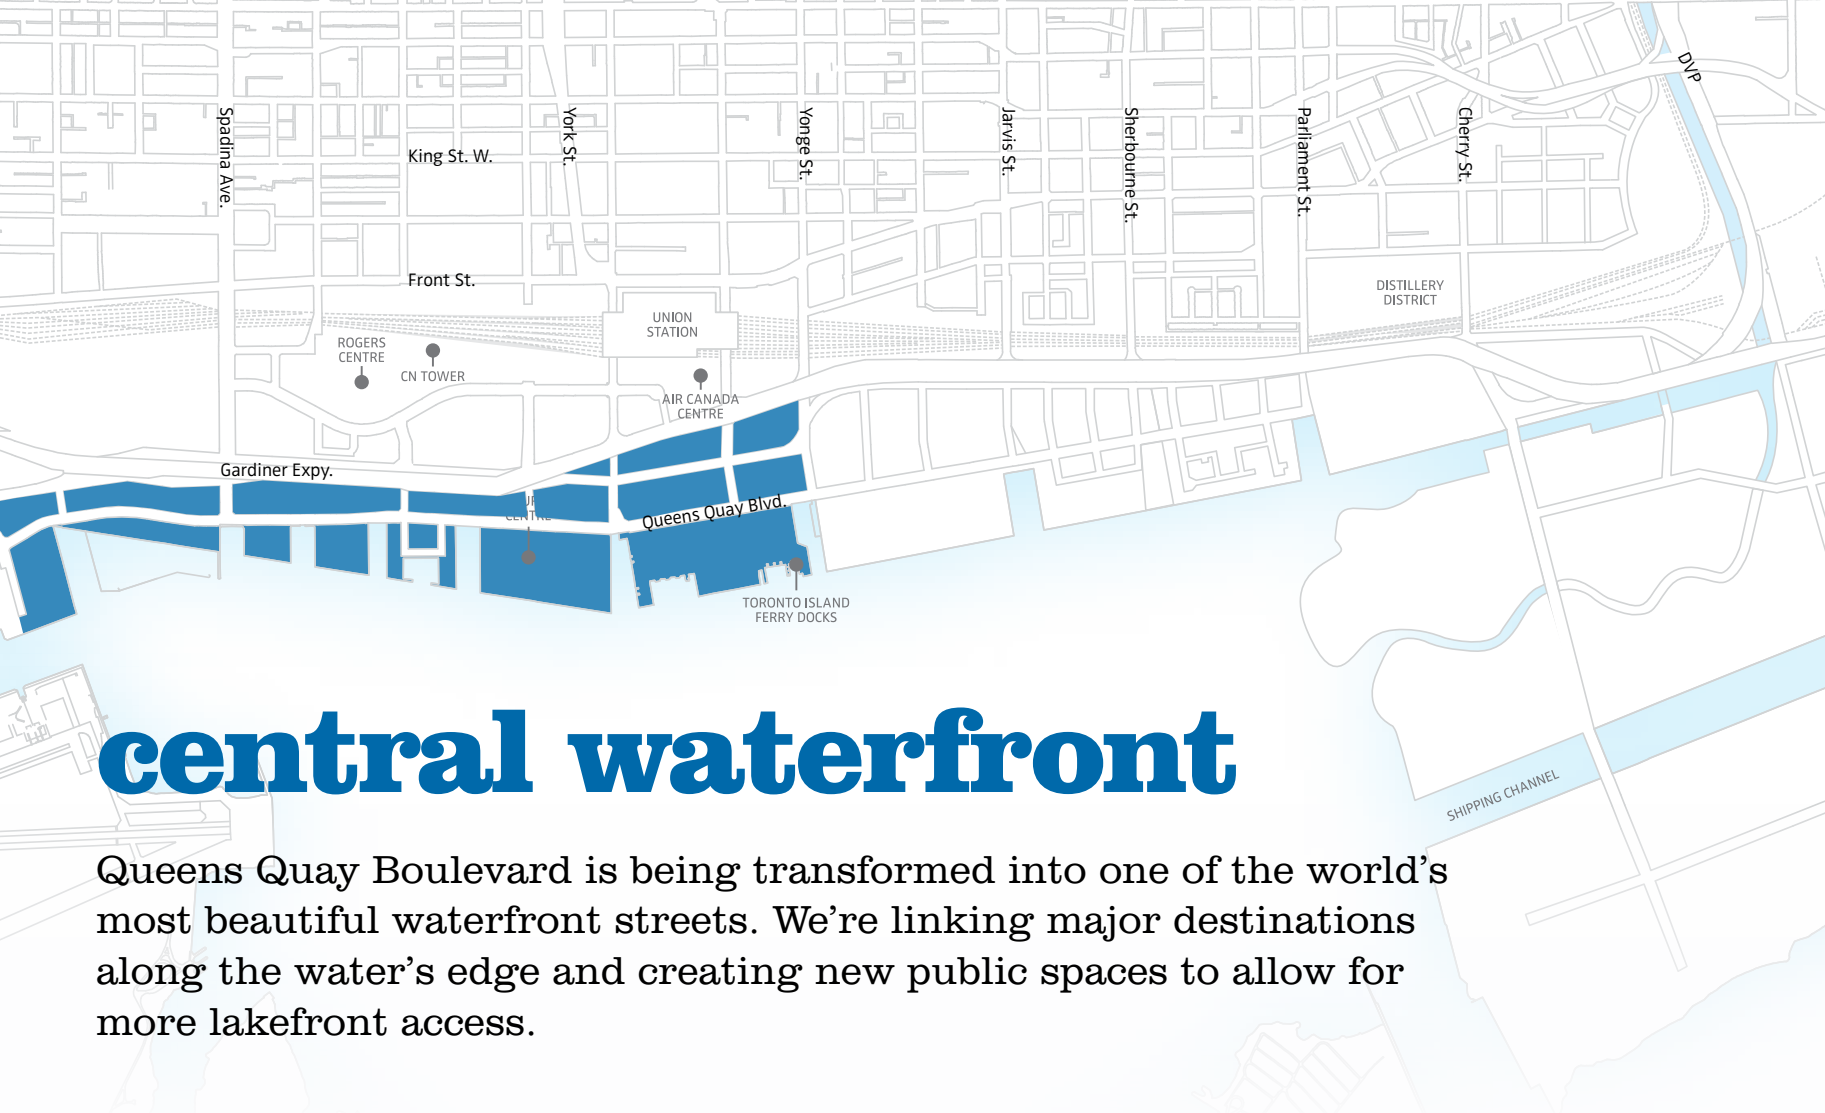 DVP
Spadina Ave.
York St.
Yonge St.
Jarvis St.
Sherbourne St.
Parliament St.
Cherry St.
King St. W.
Front St.
DISTILLERY
DISTRICT
UNION
STATION
ROGERS
CENTRE
CN TOWER
AIR CANADA
CENTRE
Gardiner Expy.
CENTRE
Queens Quay Blvd.
TORONTO ISLAND
FERRY DOCKS
SHIPPING CHANNEL
central waterfront
Queens Quay Boulevard is being transformed into one of the world’s
most beautiful waterfront streets. We’re linking major destinations
along the water’s edge and creating new public spaces to allow for
more lakefront access.